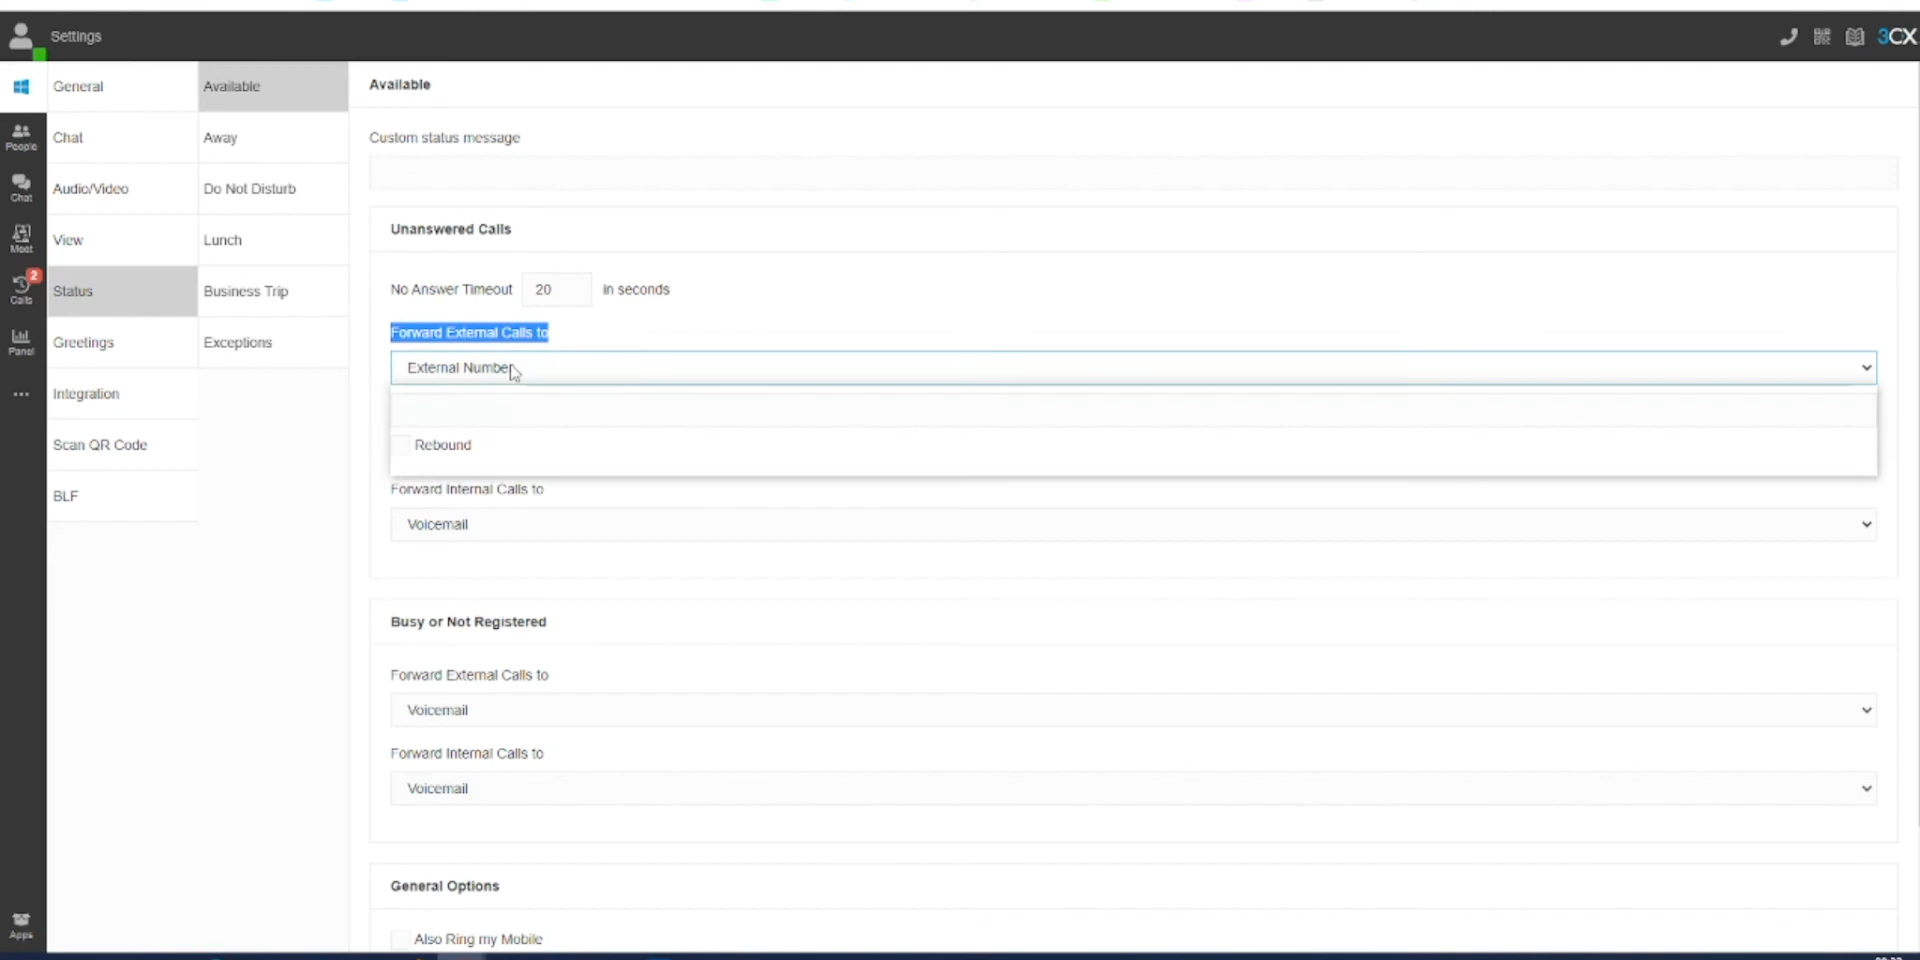 Settings
3CX
General
Available
Available
People
Chat
Away
Custom status message
Chat
Audio/Video
Do Not Disturb
Meet
View
Lunch
Unanswered Calls
2
Calls
Status
Business Trip
No Answer Timeout 20 in seconds
Panel
Greetings
Exceptions
Forward External Calls to
External Number
Integration
Scan QR Code
Rebound
BLF
Forward Internal Calls to
Voicemail
Busy or Not Registered
Forward External Calls to
Voicemail
Forward Internal Calls to
Voicemail
General Options
Apps
Also Ring my Mobile